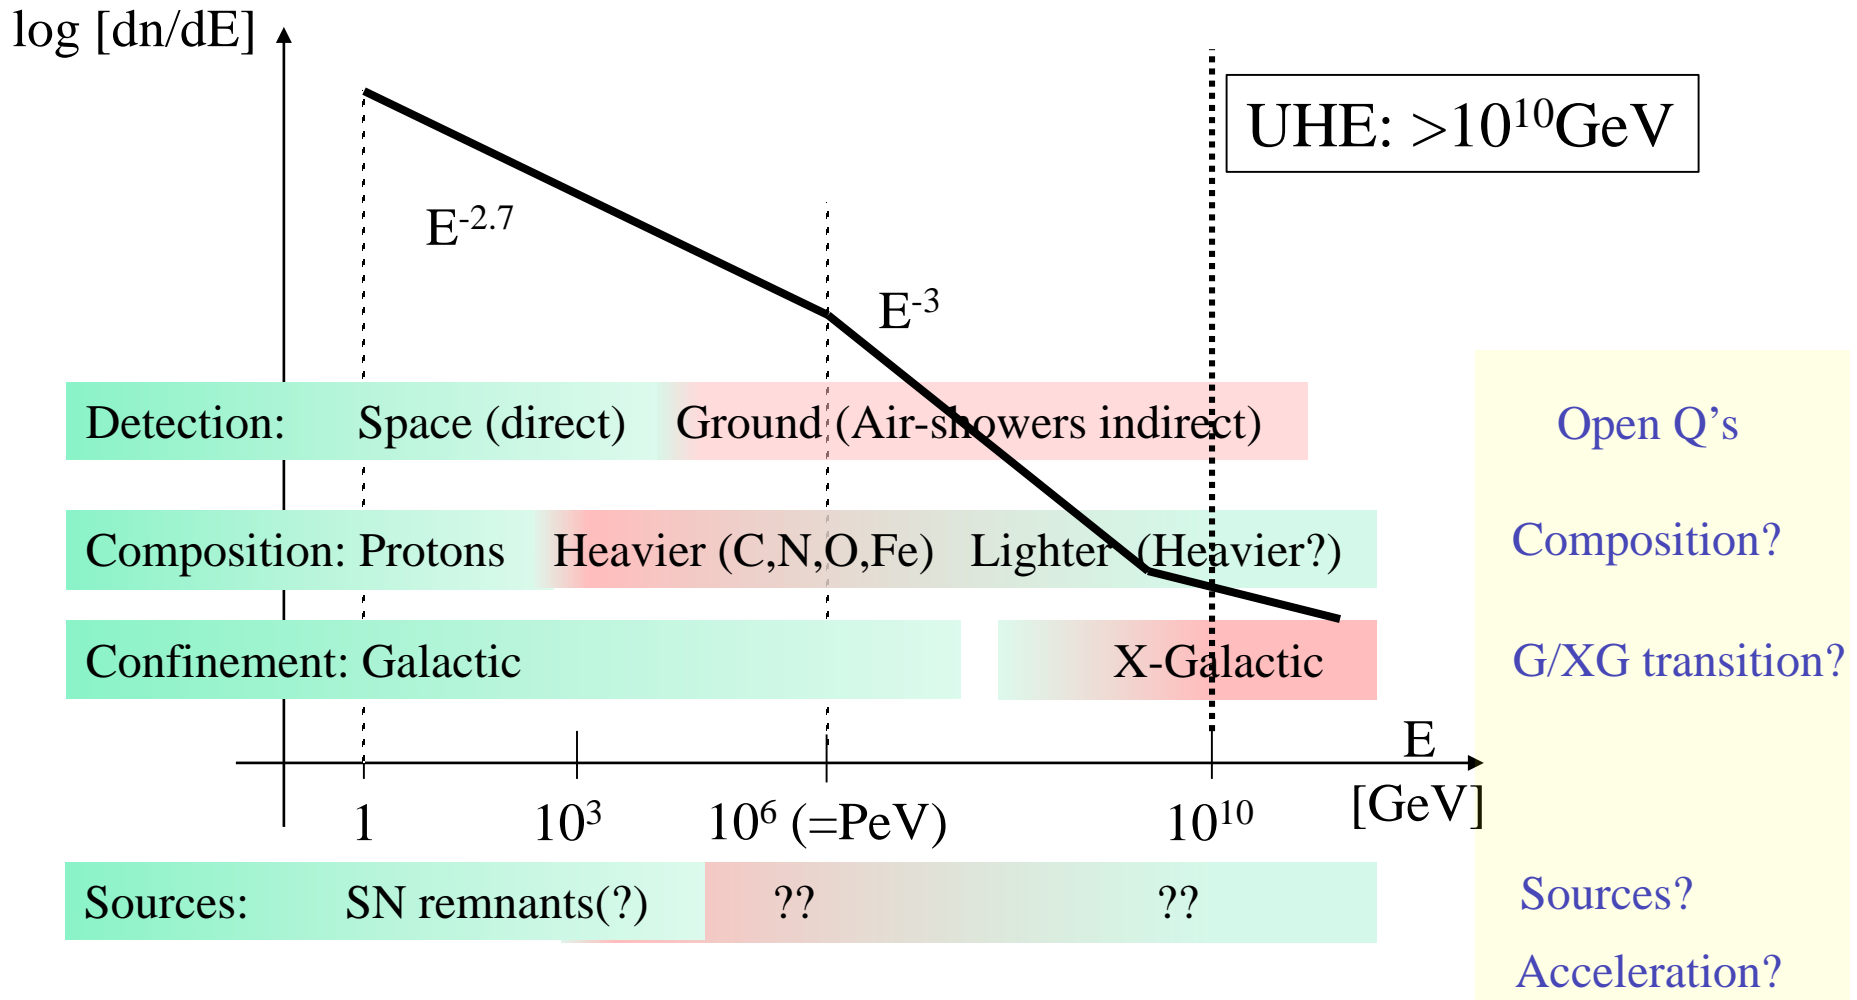 log [dn/dE]
UHE: >10¹⁰GeV
E⁻²·⁷
E⁻³
Detection: Space (direct) Ground (Air-showers indirect) Open Q's
Composition: Protons Heavier (C,N,O,Fe) Lighter (Heavier?) Composition?
Confinement: Galactic X-Galactic G/XG transition?
E
[GeV]
1 10³ 10⁶ (=PeV) 10¹⁰
Sources: SN remnants(?) ?? ?? Sources?
Acceleration?